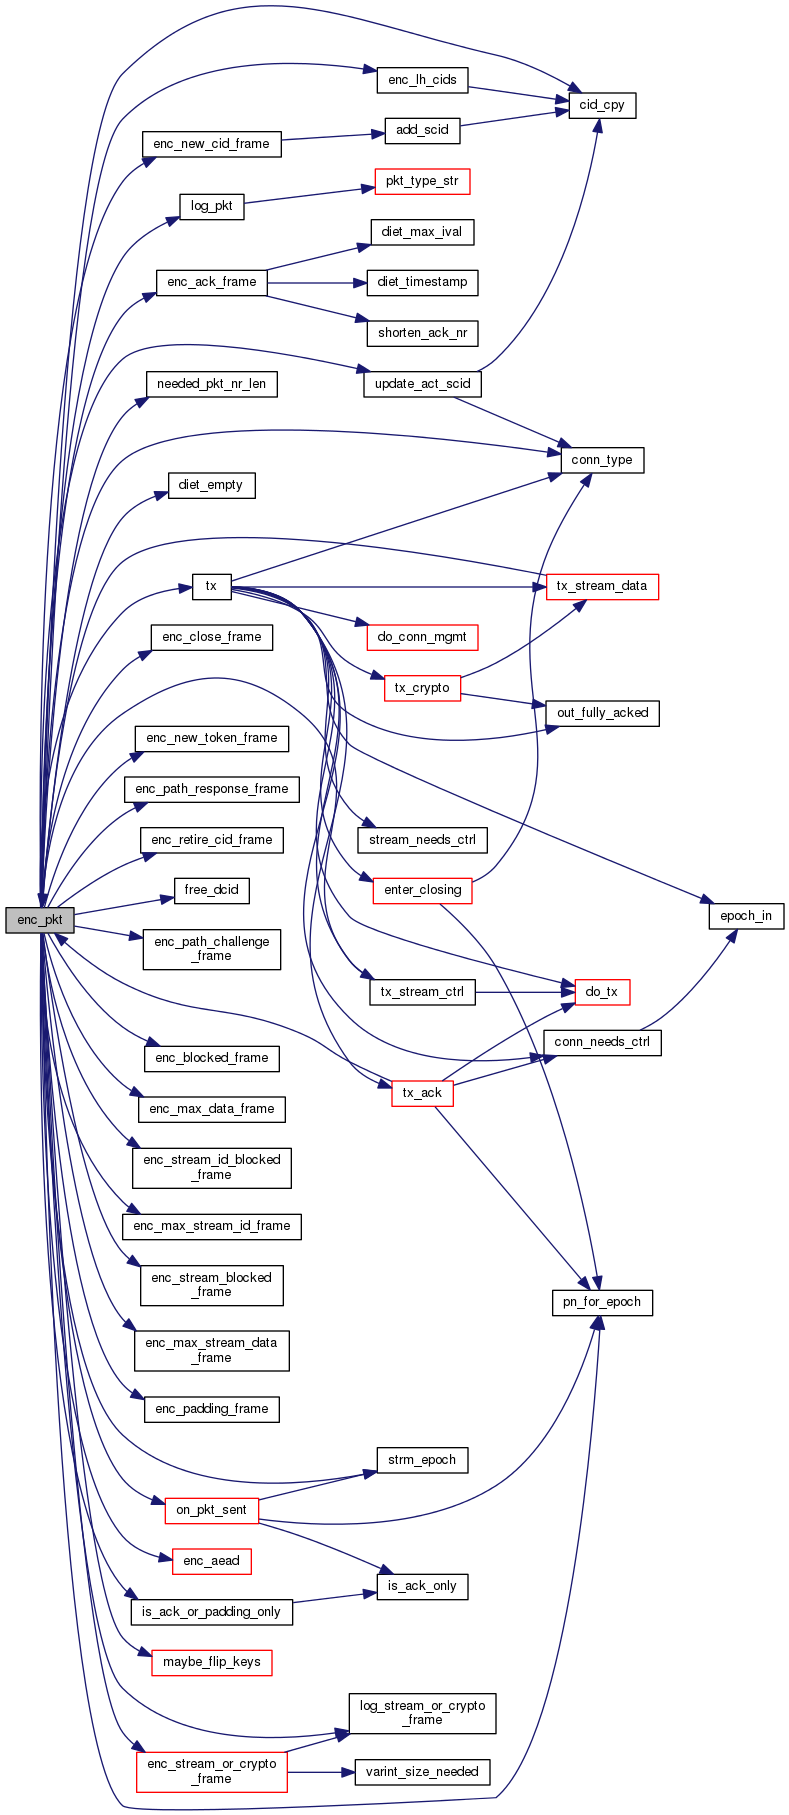 enc_lh_cids
cid_cpy
add_scid
enc_new_cid_frame
pkt_type_str
log_pkt
diet_max_ival
enc_ack_frame
diet_timestamp
shorten_ack_nr
needed_pkt_nr_len
update_act_scid
conn_type
diet_empty
tx
tx_stream_data
enc_close_frame
do_conn_mgmt
tx_crypto
out_fully_acked
enc_new_token_frame
enc_path_response_frame
enc_retire_cid_frame
stream_needs_ctrl
free_dcid
enter_closing
enc_pkt
epoch_in
enc_path_challenge
_frame
tx_stream_ctrl
do_tx
conn_needs_ctrl
enc_blocked_frame
tx_ack
enc_max_data_frame
enc_stream_id_blocked
_frame
enc_max_stream_id_frame
enc_stream_blocked
_frame
pn_for_epoch
enc_max_stream_data
_frame
enc_padding_frame
strm_epoch
on_pkt_sent
enc_aead
is_ack_only
is_ack_or_padding_only
maybe_flip_keys
log_stream_or_crypto
_frame
enc_stream_or_crypto
_frame
varint_size_needed